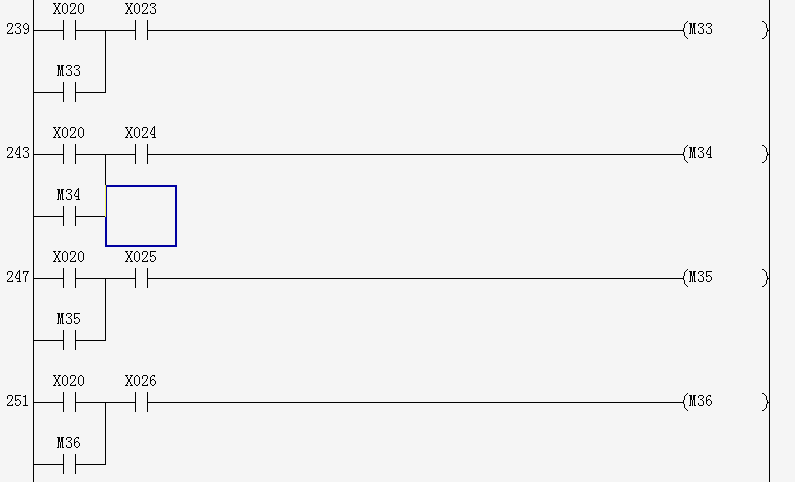 X020 X023
239 (M33 )
M33
X020 X024
243 (M34 )
M34
X020 X025
247 (M35 )
M35
X020 X026
251 (M36 )
M36